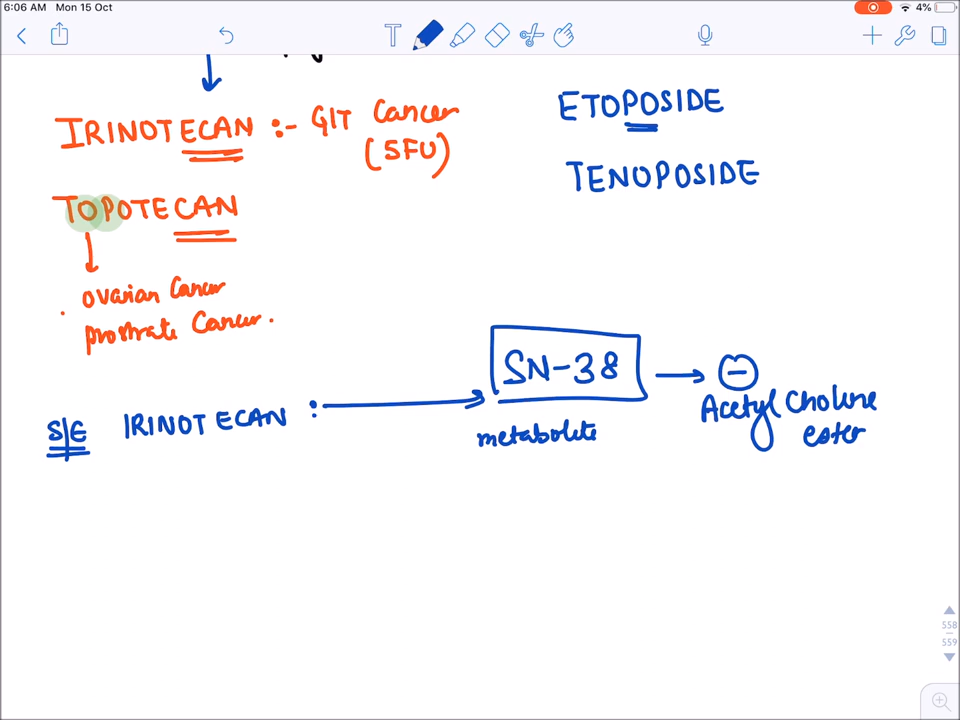 6:06 AM Mon 15 Oct
4%
T
IRINOTECAN :- GIT Cancer
(5FU)
TOPOTECAN
ovarian Cancer
prostrate Cancer.
ETOPOSIDE
TENOPOSIDE
S/E IRINOTECAN :
SN-38
metabolite
Acetyl Choline
ester
558
559